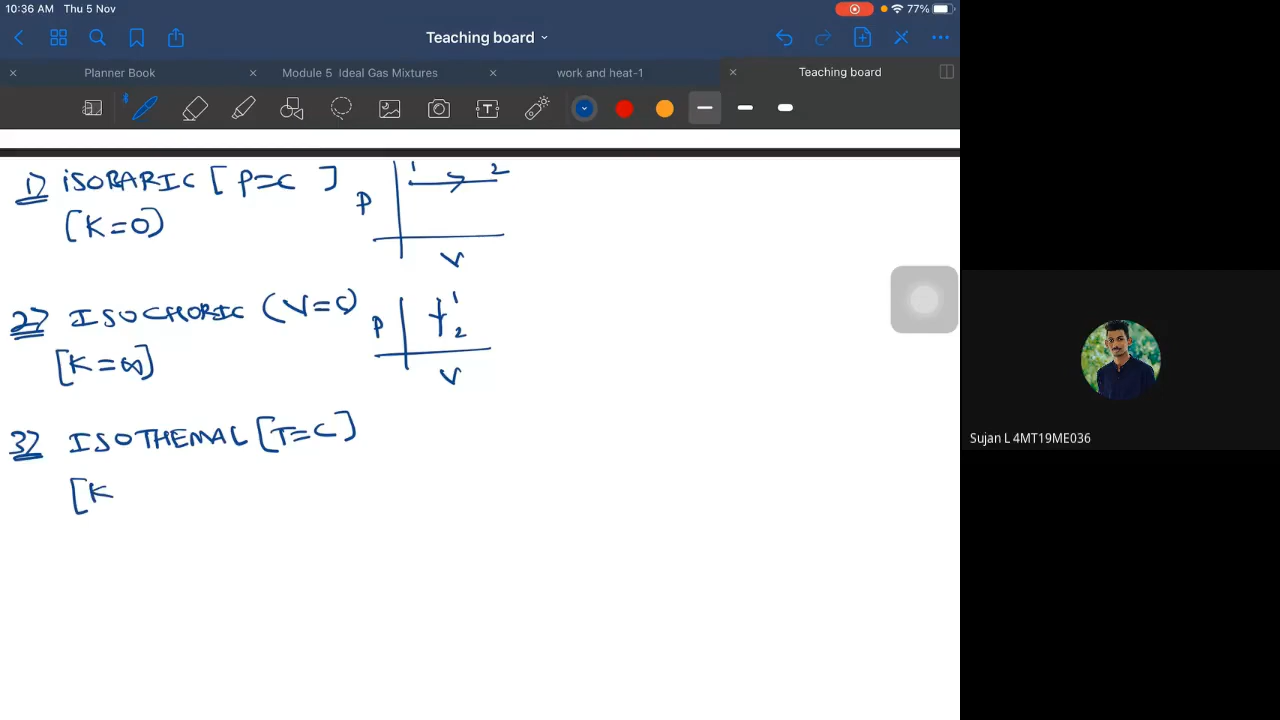 10:36 AM Thu 5 Nov
77%
Teaching board
Planner Book
Module 5 Ideal Gas Mixtures
work and heat-1
Teaching board
1) ISOBARIC [P=C ]
[K=0)
P
1 2
V
2) ISOCHORIC (V=C)
[K=∞]
P
1
2
V
3) ISOTHEMAL [T=C]
[K
Sujan L 4MT19ME036